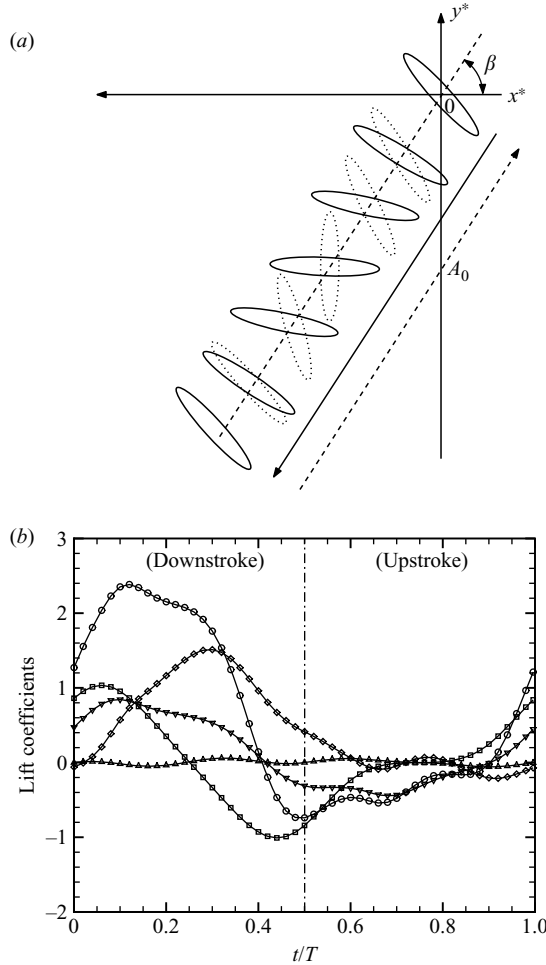 (a)
y*
β
0
x*
A₀
(b)
3
(Downstroke)
(Upstroke)
2
1
0
−1
−2
Lift coefficients
0
0.2
0.4
0.6
0.8
1.0
t/T